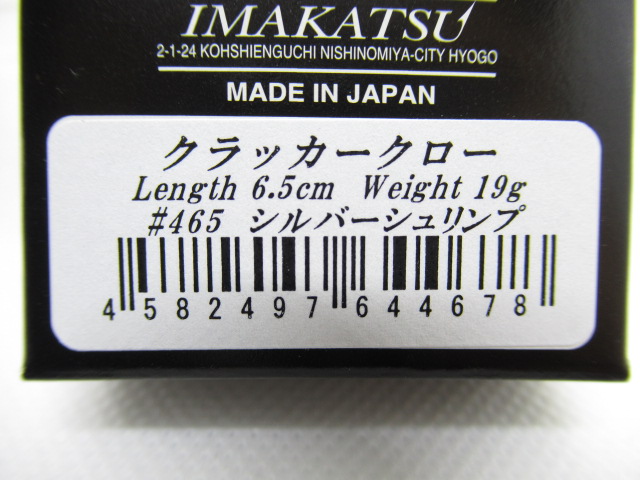 IMAKATSU
2-1-24 KOHSHIENGUCHI NISHINOMIYA-CITY HYOGO
MADE IN JAPAN
クラッカークロー
Length 6.5cm Weight 19g
#465 シルバーシュリンプ
4 582497 644678